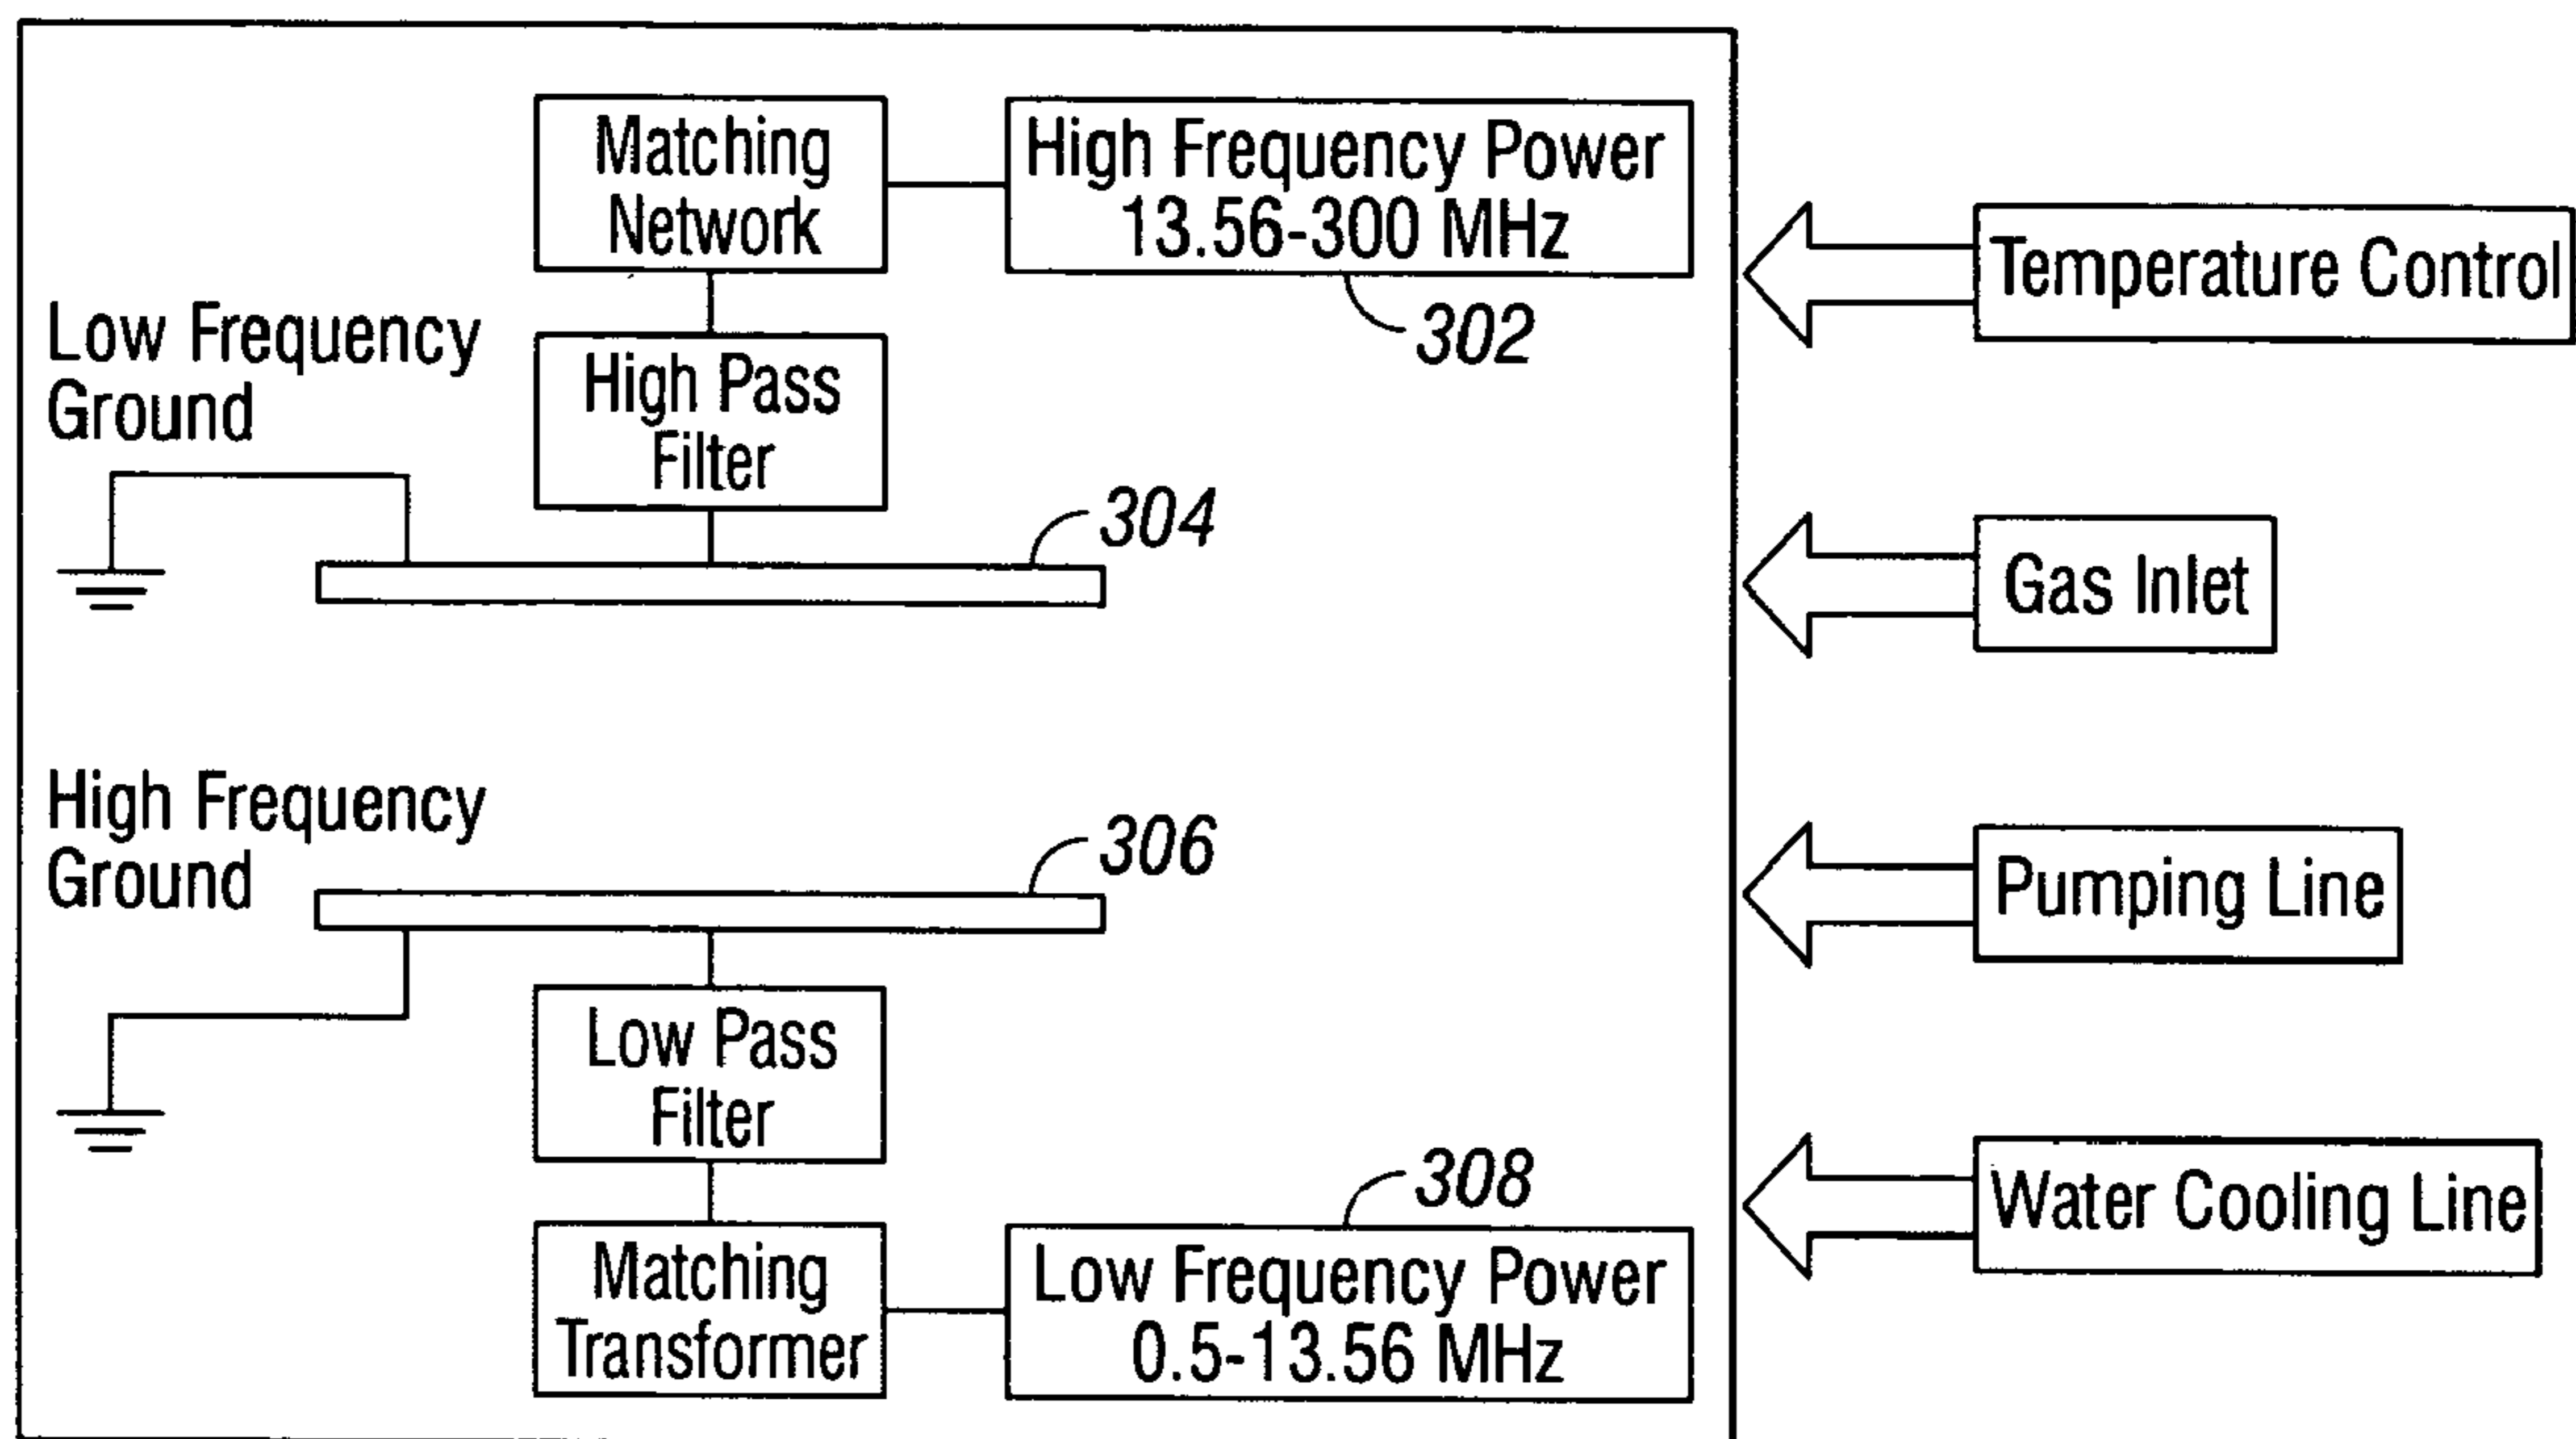 Matching
Network
High Frequency Power
13.56-300 MHz
302
Temperature Control
Low Frequency
Ground
High Pass
Filter
304
Gas Inlet
High Frequency
Ground
306
Pumping Line
Low Pass
Filter
308
Water Cooling Line
Matching
Transformer
Low Frequency Power
0.5-13.56 MHz